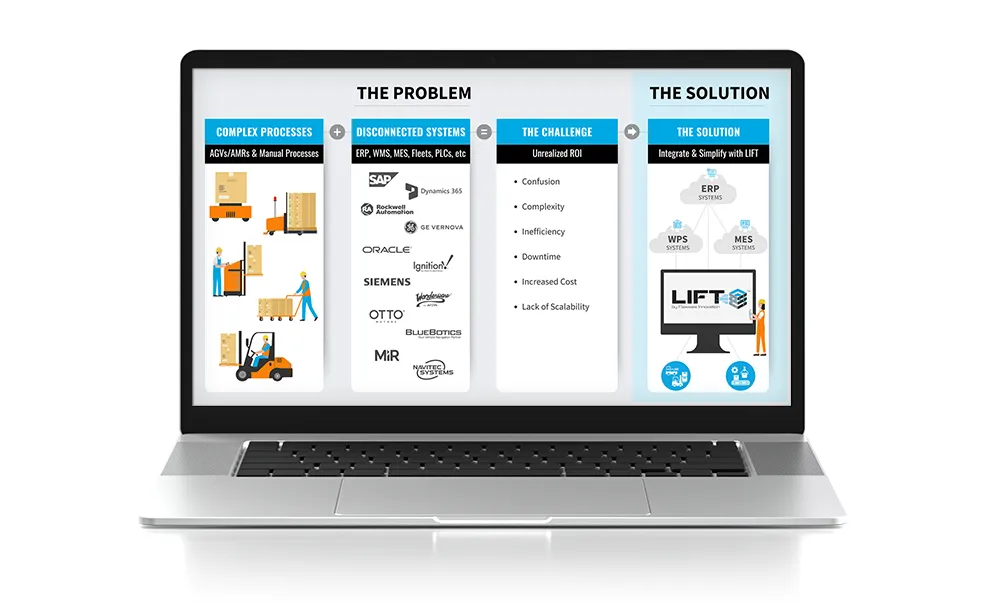 THE PROBLEM
THE SOLUTION
COMPLEX PROCESSES
AGVs/AMRs & Manual Processes
DISCONNECTED SYSTEMS
ERP, WMS, MES, Fleets, PLCs, etc
SAP
Dynamics 365
RA
Rockwell
Automation
GE VERNOVA
ORACLE
Ignition!
SIEMENS
Wonderware
OTTO
MOTORS
BLUEBOTICS
MiR
NAVITEC
SYSTEMS
THE CHALLENGE
Unrealized ROI
• Confusion
• Complexity
• Inefficiency
• Downtime
• Increased Cost
• Lack of Scalability
THE SOLUTION
Integrate & Simplify with LIFT
ERP
SYSTEMS
WPS
SYSTEMS
MES
SYSTEMS
LIFT
by Flexware Innovation